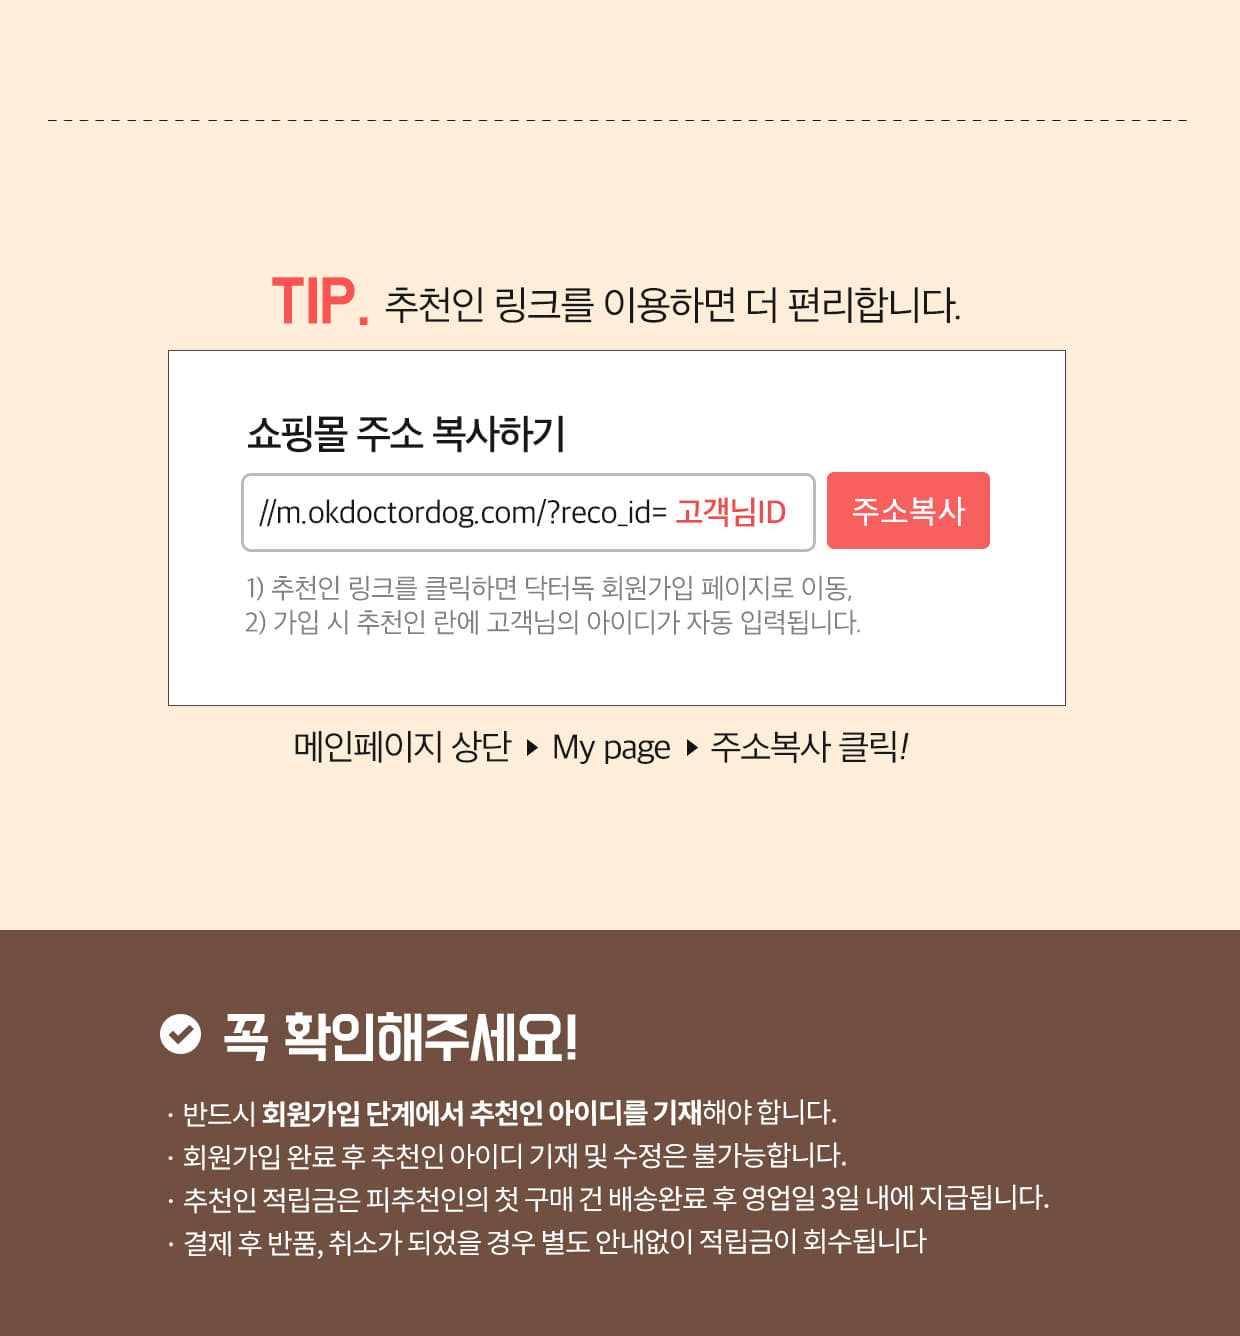 TIP. 추천인 링크를 이용하면 더 편리합니다.
쇼핑몰 주소 복사하기
//m.okdoctordog.com/?reco_id= 고객님ID
주소복사
1) 추천인 링크를 클릭하면 닥터독 회원가입 페이지로 이동,
2) 가입 시 추천인 란에 고객님의 아이디가 자동 입력됩니다.
메인페이지 상단 ▶ My page ▶ 주소복사 클릭!
꼭 확인해주세요!
· 반드시 회원가입 단계에서 추천인 아이디를 기재해야 합니다.
· 회원가입 완료 후 추천인 아이디 기재 및 수정은 불가능합니다.
· 추천인 적립금은 피추천인의 첫 구매 건 배송완료 후 영업일 3일 내에 지급됩니다.
· 결제 후 반품, 취소가 되었을 경우 별도 안내없이 적립금이 회수됩니다